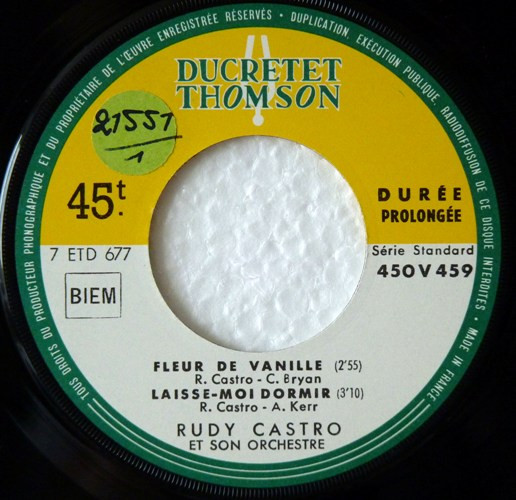 TOUS DROITS DU PRODUCTEUR PHONOGRAPHIQUE ET DU PROPRIÉTAIRE DE L'ŒUVRE ENREGISTRÉE RÉSERVÉS • DUPLICATION, EXÉCUTION PUBLIQUE, RADIODIFFUSION DE CE DISQUE INTERDITES • MADE IN FRANCE
DUCRETET
THOMSON
21551
1
45t.
DURÉE
PROLONGÉE
7 ETD 677
Série Standard
450 V 459
BIEM
FLEUR DE VANILLE (2'55)
R. Castro - C. Bryan
LAISSE-MOI DORMIR (3'10)
R. Castro - A. Kerr
RUDY CASTRO
ET SON ORCHESTRE